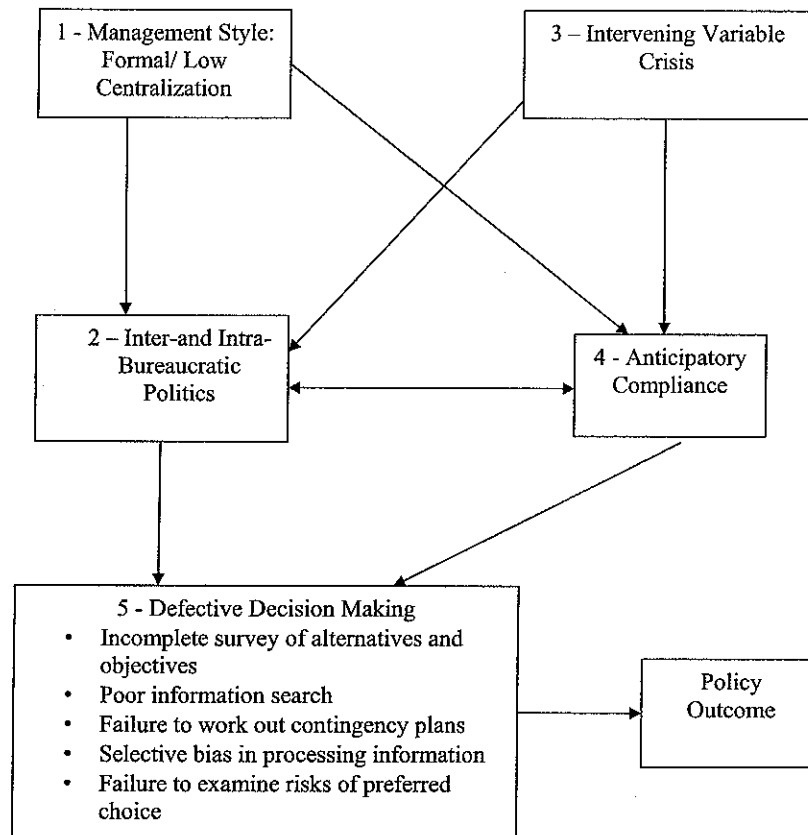 1 - Management Style:
Formal/ Low
Centralization
3 – Intervening Variable
Crisis
2 – Inter-and Intra-
Bureaucratic
Politics
4 - Anticipatory
Compliance
5 - Defective Decision Making
• Incomplete survey of alternatives and
objectives
• Poor information search
• Failure to work out contingency plans
• Selective bias in processing information
• Failure to examine risks of preferred
choice
Policy
Outcome